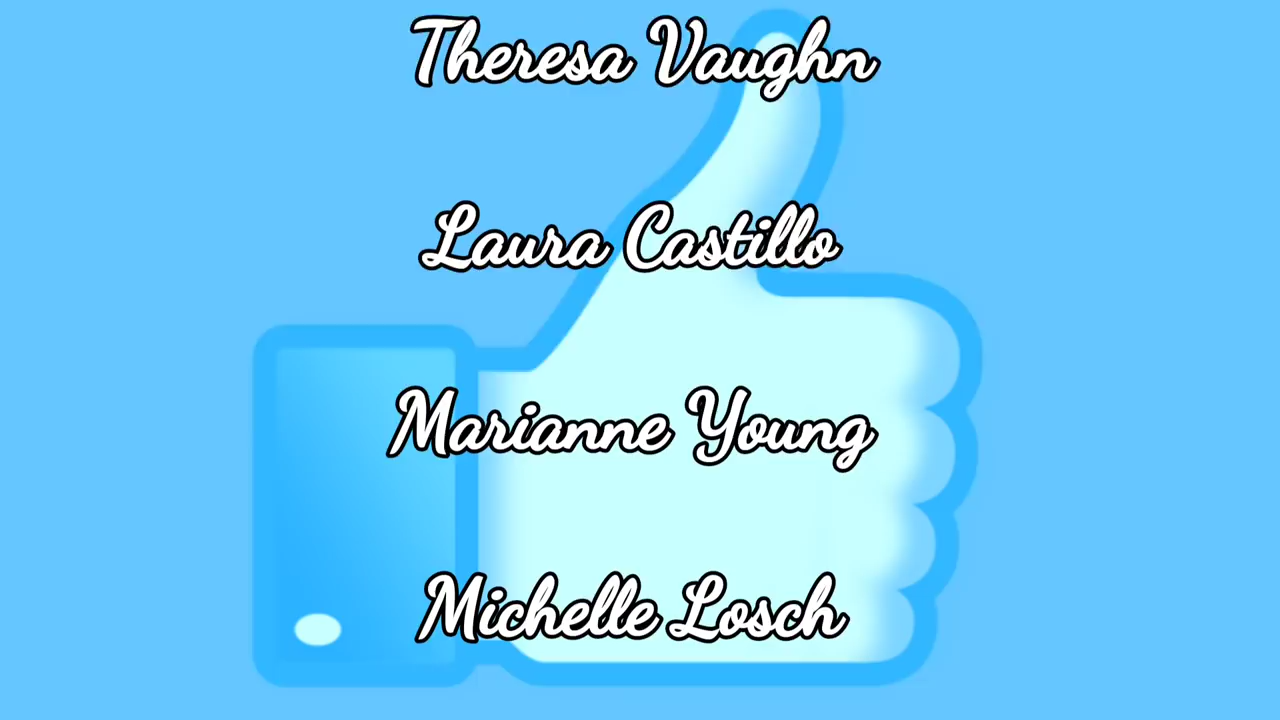 Theresa Vaughn
Laura Castillo
Marianne Young
Michelle Losch